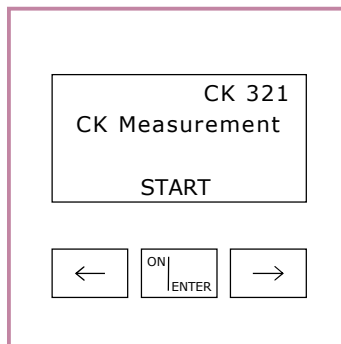 CK 321
CK Measurement
START
← ON ENTER →